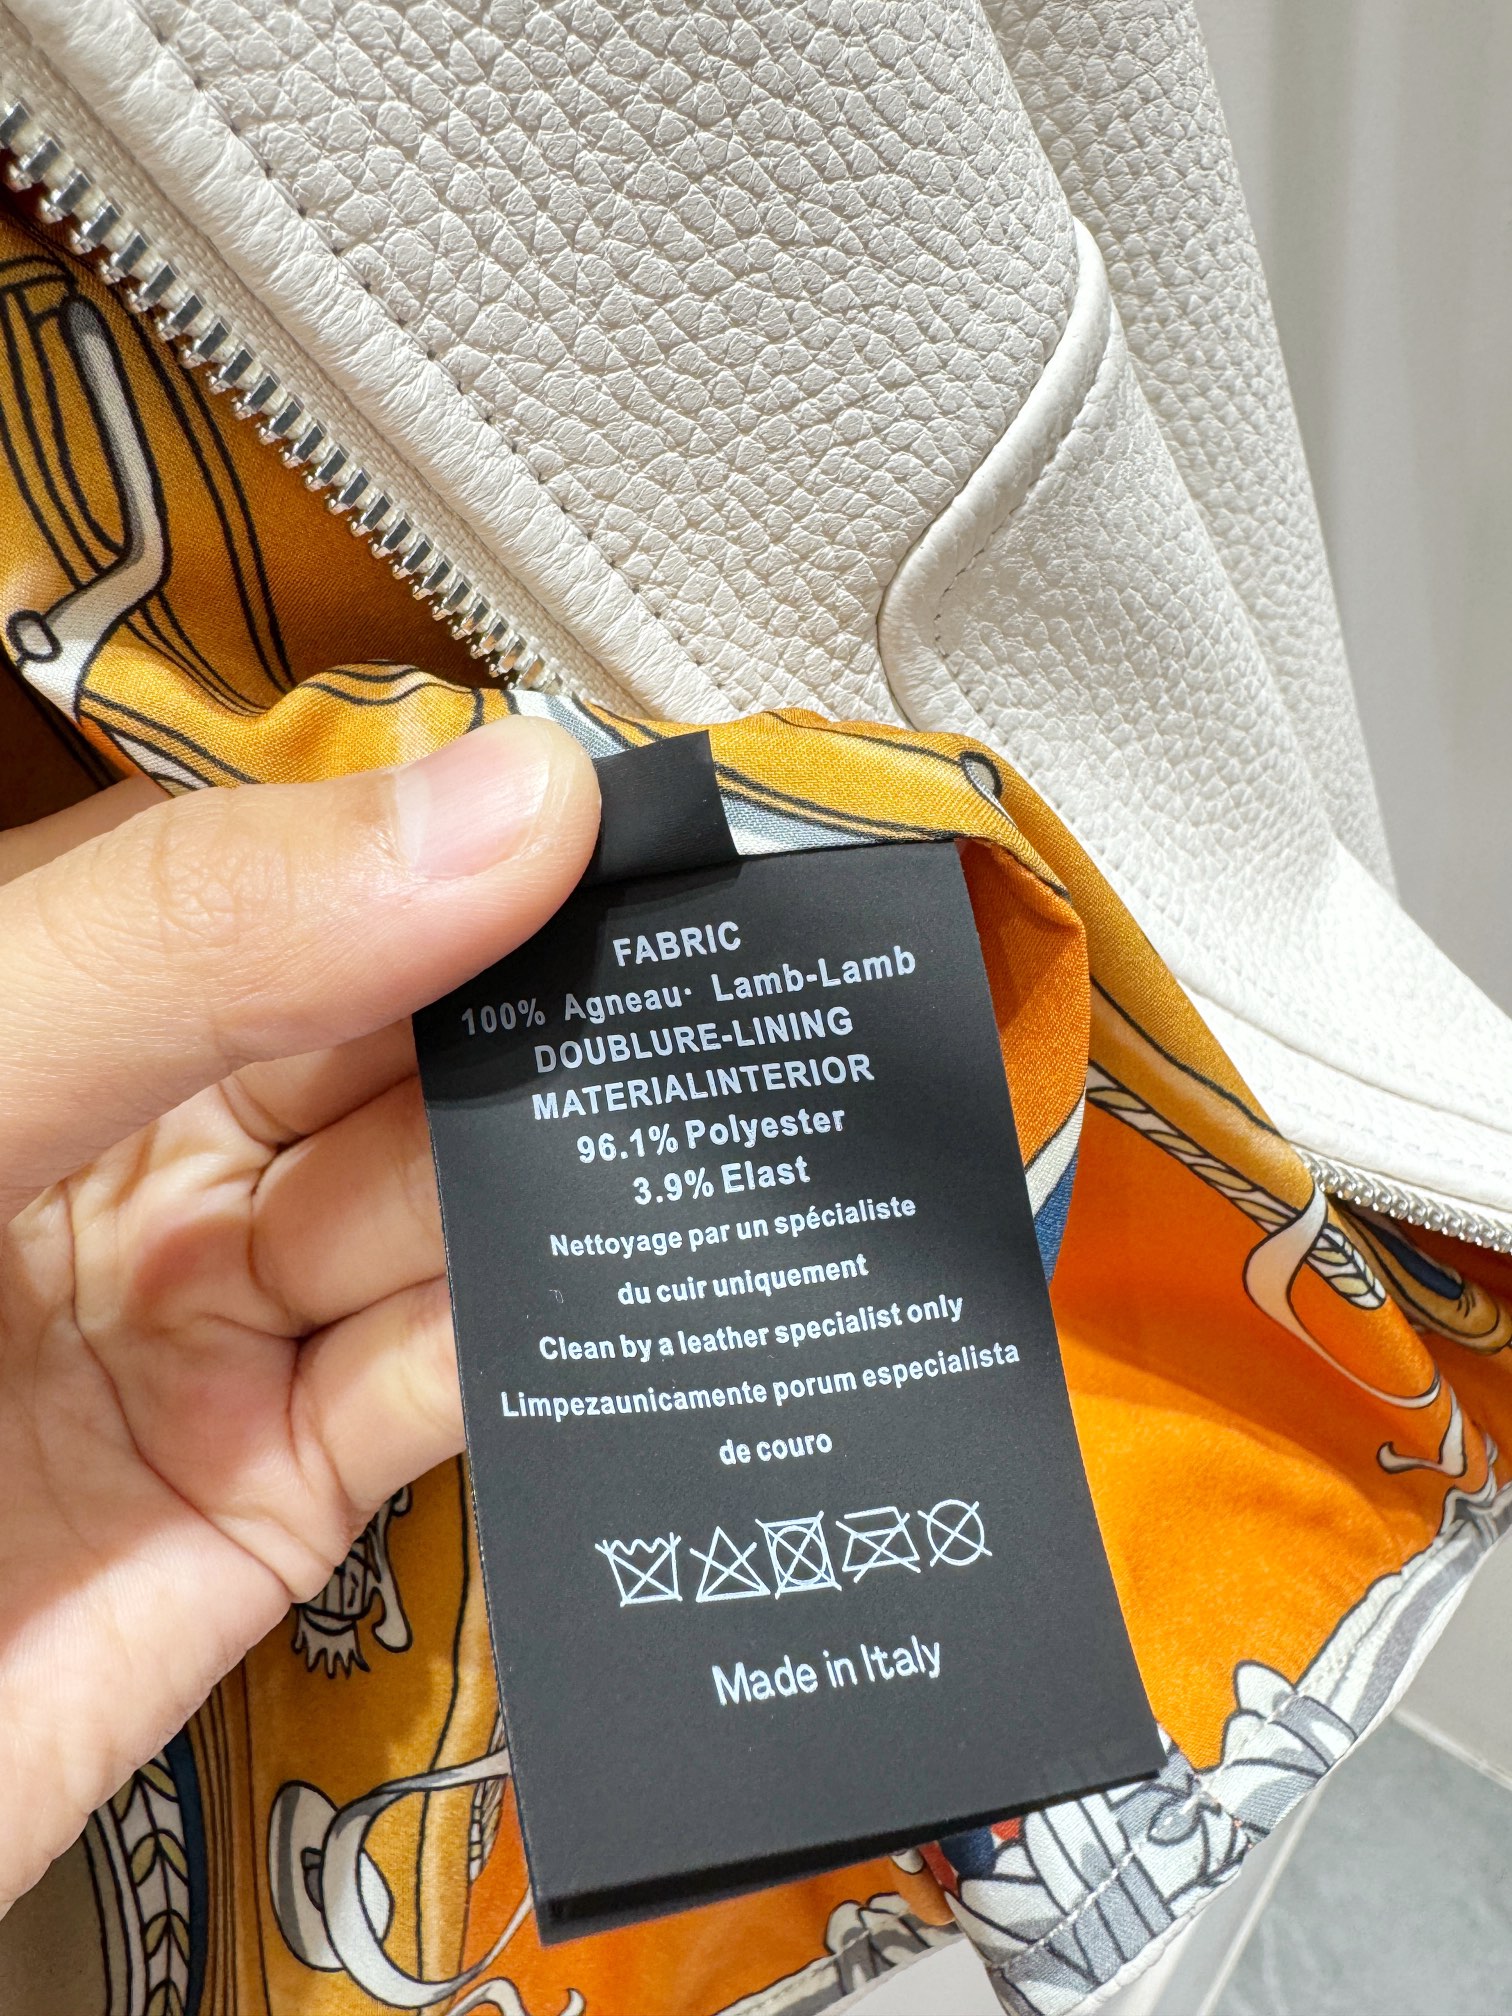 FABRIC
100% Agneau· Lamb-Lamb
DOUBLURE-LINING
MATERIALINTERIOR
96.1% Polyester
3.9% Elast
Nettoyage par un spécialiste
du cuir uniquement
Clean by a leather specialist only
Limpezaunicamente porum especialista
de couro
Made in Italy